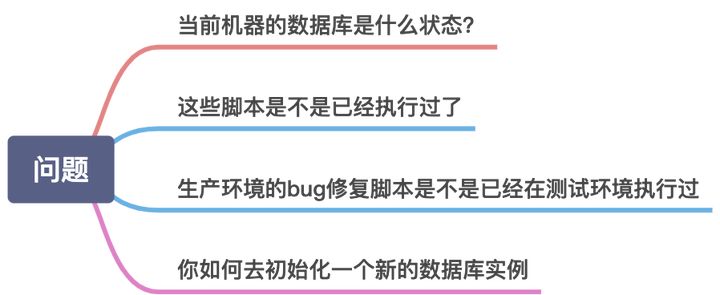 当前机器的数据库是什么状态?
这些脚本是不是已经执行过了
问题
生产环境的bug修复脚本是不是已经在测试环境执行过
你如何去初始化一个新的数据库实例